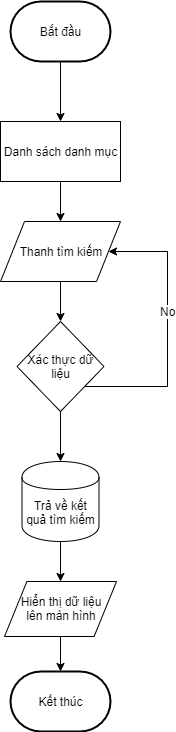 Bắt đầu
Danh sách danh mục
Thanh tìm kiếm
No
Xác thực dữ
liệu
Trả về kết
quả tìm kiếm
Hiển thị dữ liệu
lên màn hình
Kết thúc